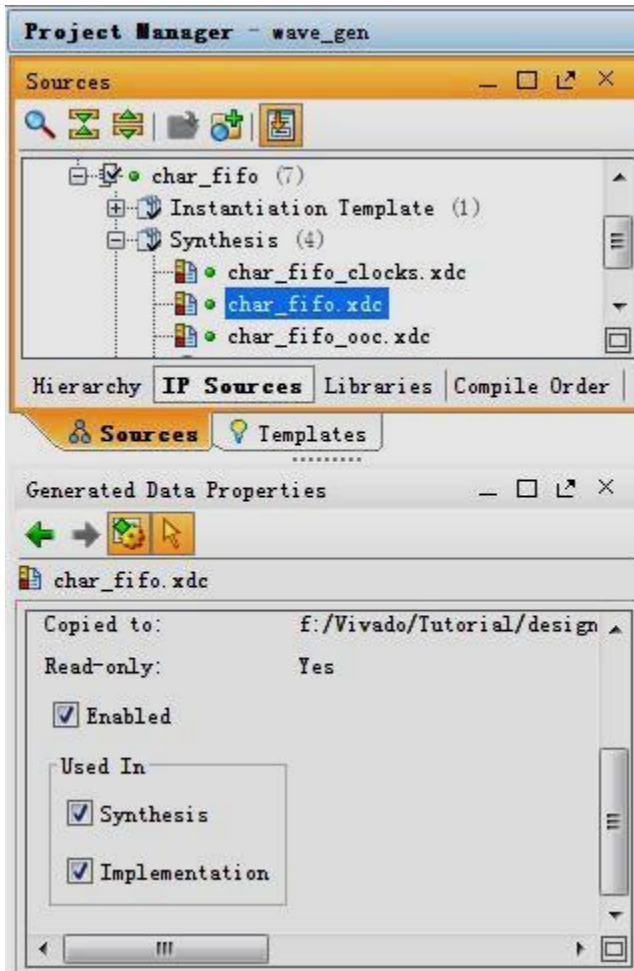 Project Manager - wave_gen
Sources
char_fifo (7)
Instantiation Template (1)
Synthesis (4)
char_fifo_clocks.xdc
char_fifo.xdc
char_fifo_ooc.xdc
Hierarchy IP Sources Libraries Compile Order
Sources Templates
Generated Data Properties
char_fifo.xdc
Copied to: f:/Vivado/Tutorial/design
Read-only: Yes
Enabled
Used In
Synthesis
Implementation